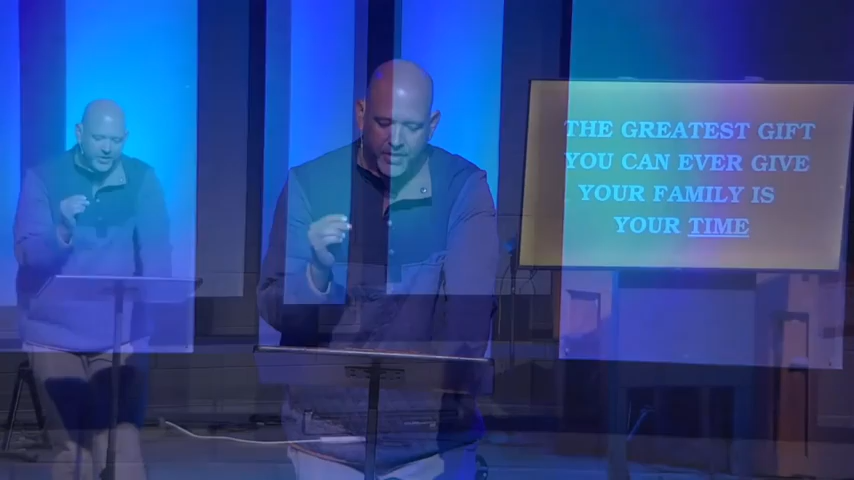 THE GREATEST GIFT
YOU CAN EVER GIVE
YOUR FAMILY IS
YOUR TIME